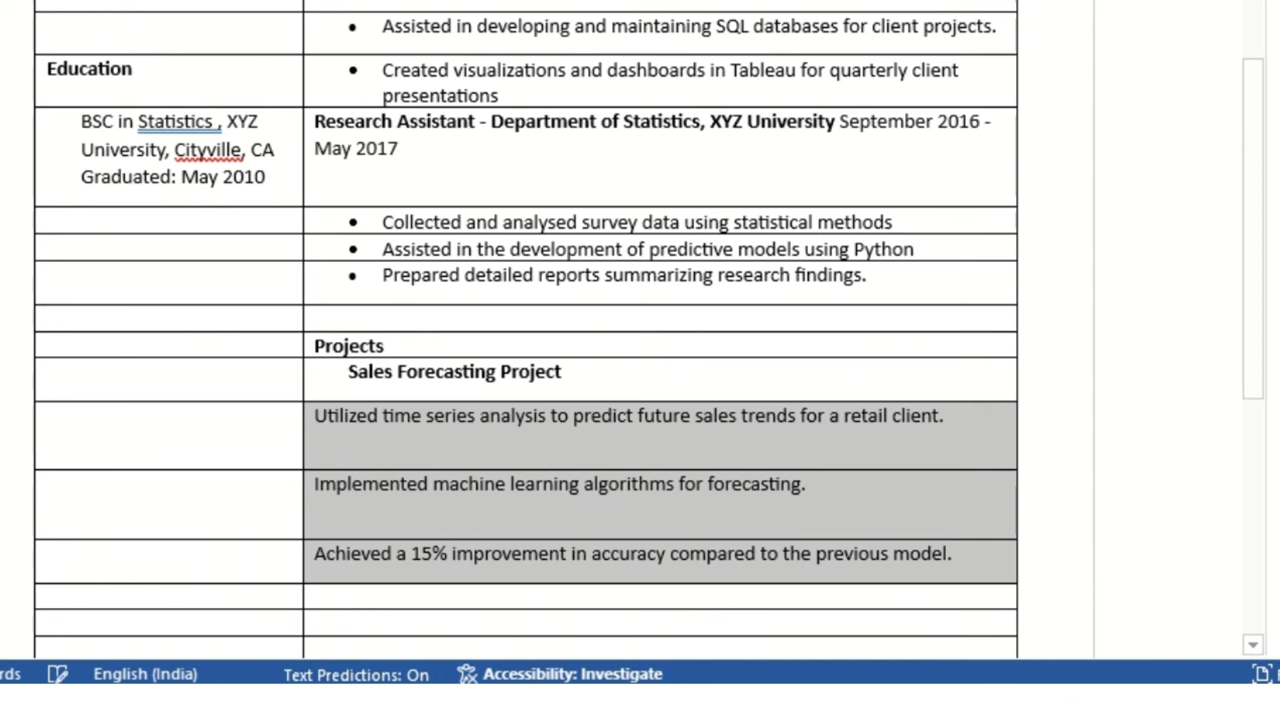 Assisted in developing and maintaining SQL databases for client projects.
Education
Created visualizations and dashboards in Tableau for quarterly client
presentations
BSC in Statistics , XYZ
University, Cityville, CA
Graduated: May 2010
Research Assistant - Department of Statistics, XYZ University September 2016 -
May 2017
Collected and analysed survey data using statistical methods
Assisted in the development of predictive models using Python
Prepared detailed reports summarizing research findings.
Projects
Sales Forecasting Project
Utilized time series analysis to predict future sales trends for a retail client.
Implemented machine learning algorithms for forecasting.
Achieved a 15% improvement in accuracy compared to the previous model.
rds English (India) Text Predictions: On Accessibility: Investigate